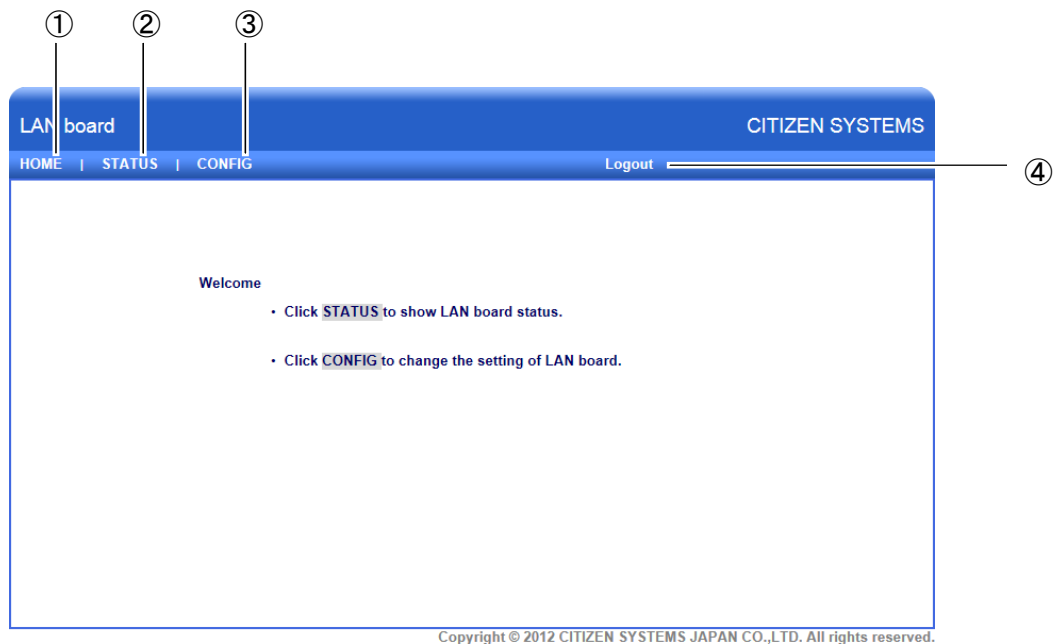 ① ② ③
LAN board CITIZEN SYSTEMS
HOME | STATUS | CONFIG Logout
④
Welcome
• Click STATUS to show LAN board status.
• Click CONFIG to change the setting of LAN board.
Copyright © 2012 CITIZEN SYSTEMS JAPAN CO.,LTD. All rights reserved.